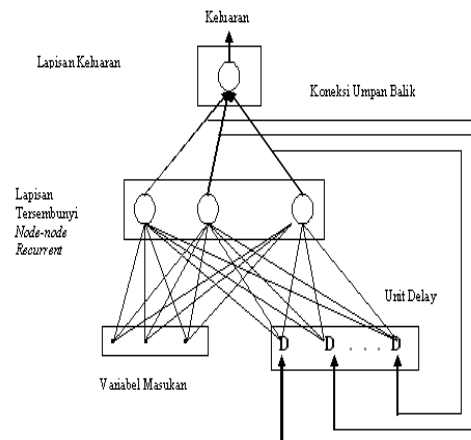 Keluaran
Lapisan Keluaran
Koneksi Umpan Balik
Lapisan
Tersembunyi
Node-node
Recurrent
Unit Delay
D D . . . D
Variabel Masukan